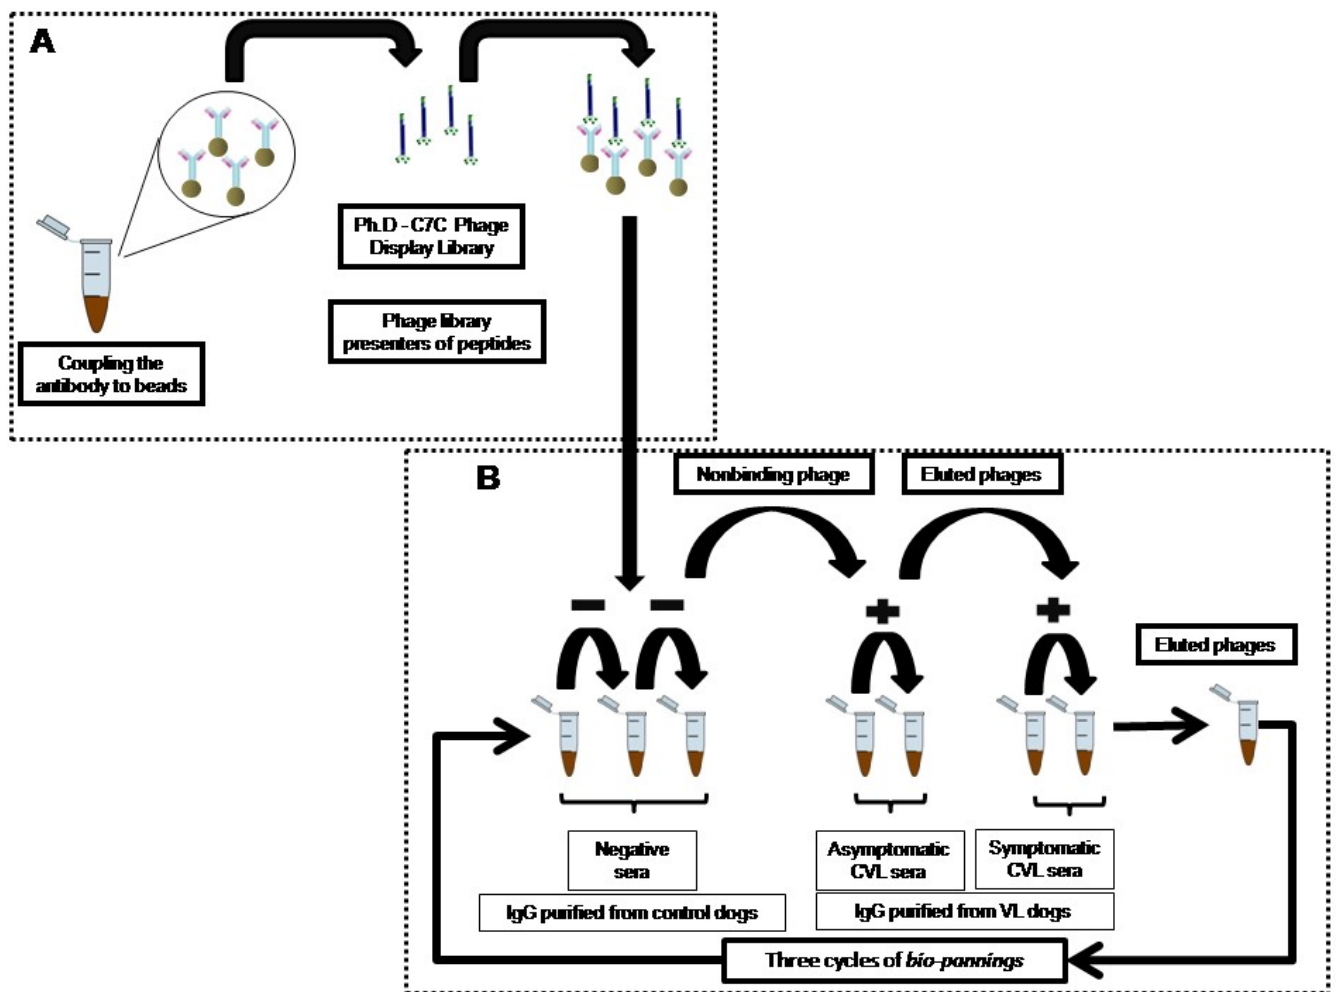 A
Ph.D - C7C Phage
Display Library
Phage library
presenters of peptides
Coupling the
antibody to beads
B
Nonbinding phage
Eluted phages
Eluted phages
Negative
sera
Asymptomatic
CVL sera
Symptomatic
CVL sera
IgG purified from control dogs
IgG purified from VL dogs
Three cycles of bio-pannings